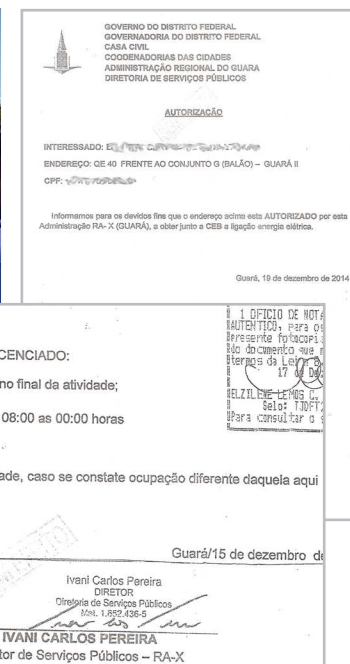 GOVERNO DO DISTRITO FEDERAL
GOVERNADORIA DO DISTRITO FEDERAL
CASA CIVIL
COODENADORIAS DAS CIDADES
ADMINISTRAÇÃO REGIONAL DO GUARA
DIRETORIA DE SERVIÇOS PÚBLICOS
AUTORIZAÇÃO
INTERESSADO:
ENDEREÇO: QE 40 FRENTE AO CONJUNTO G (BALÃO) – GUARÁ II
CPF:
Informamos para os devidos fins que o endereço acima esta AUTORIZADO por esta
Administração RA- X (GUARÁ), a obter junto a CEB a ligação energia elétrica.
Guará, 19 de dezembro de 2014
1 OFICIO DE NOTA
AUTENTICO, para os
presente fotocopi
do documento que
termos da Lei
17
LEMOS C.
Selo: TJDFT
Para consultar o
CENCIADO:
no final da atividade;
08:00 as 00:00 horas
ade, caso se constate ocupação diferente daquela aqui
Guará/15 de dezembro de
Ivani Carlos Pereira
DIRETOR
Diretoria de Serviços Públicos
Mat. 1.652.436-5
IVANI CARLOS PEREIRA
tor de Serviços Públicos – RA-X